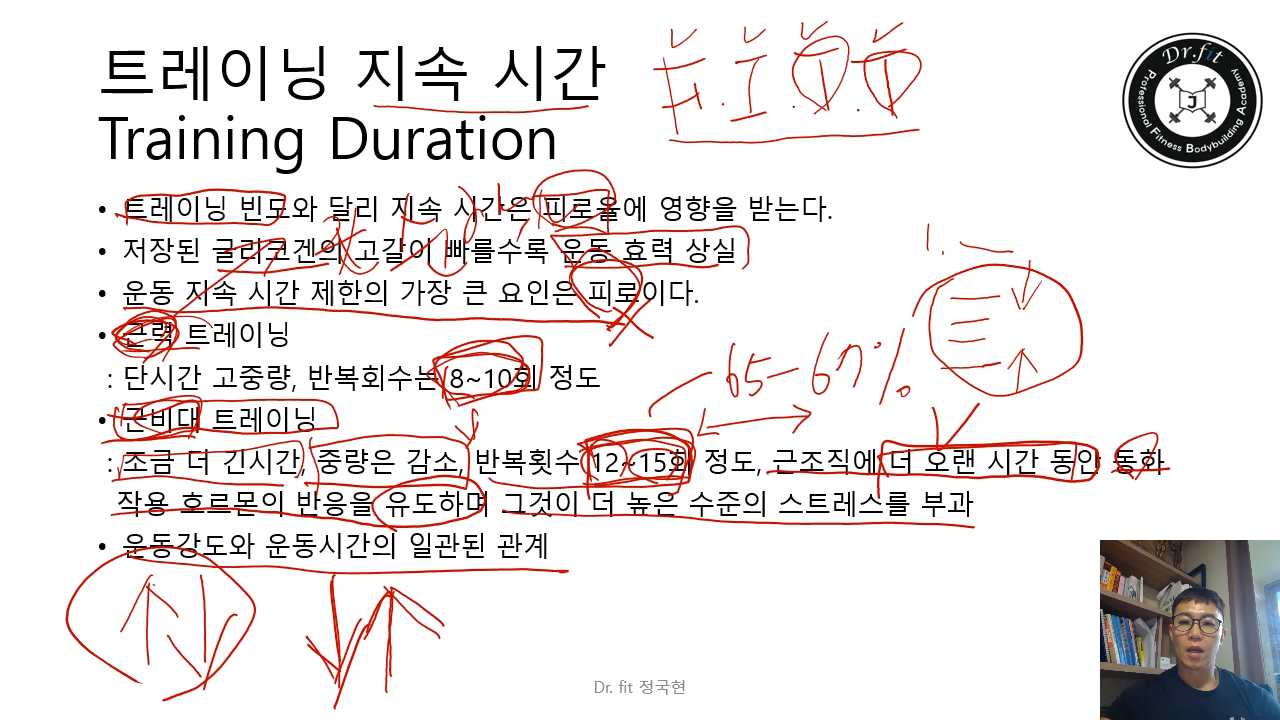 트레이닝 지속 시간
Training Duration
F.I.T.T
Dr.fit
Professional Fitness Bodybuilding Academy
J
• 트레이닝 빈도와 달리 지속 시간은 피로율에 영향을 받는다.
• 저장된 글리코겐의 고갈이 빠를수록 운동 효력 상실
• 운동 지속 시간 제한의 가장 큰 요인은 피로이다.
• 근력 트레이닝
: 단시간 고중량, 반복회수는 8~10회 정도
65-67%
• 근비대 트레이닝
: 조금 더 긴시간, 중량은 감소, 반복횟수 12~15회 정도, 근조직에 더 오랜 시간 동안 동화
작용 호르몬의 반응을 유도하며 그것이 더 높은 수준의 스트레스를 부과
• 운동강도와 운동시간의 일관된 관계
Dr. fit 정국현